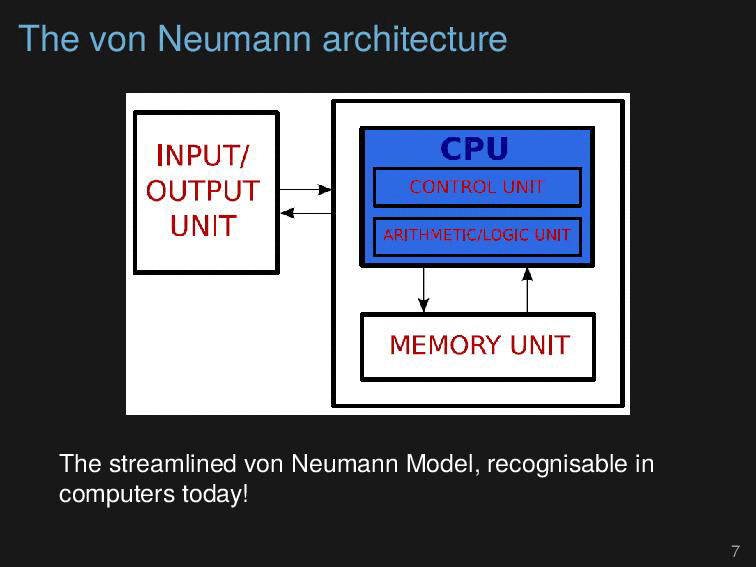 The von Neumann architecture
INPUT/
OUTPUT
UNIT
CPU
CONTROL UNIT
ARITHMETIC/LOGIC UNIT
MEMORY UNIT
The streamlined von Neumann Model, recognisable in
computers today!
7